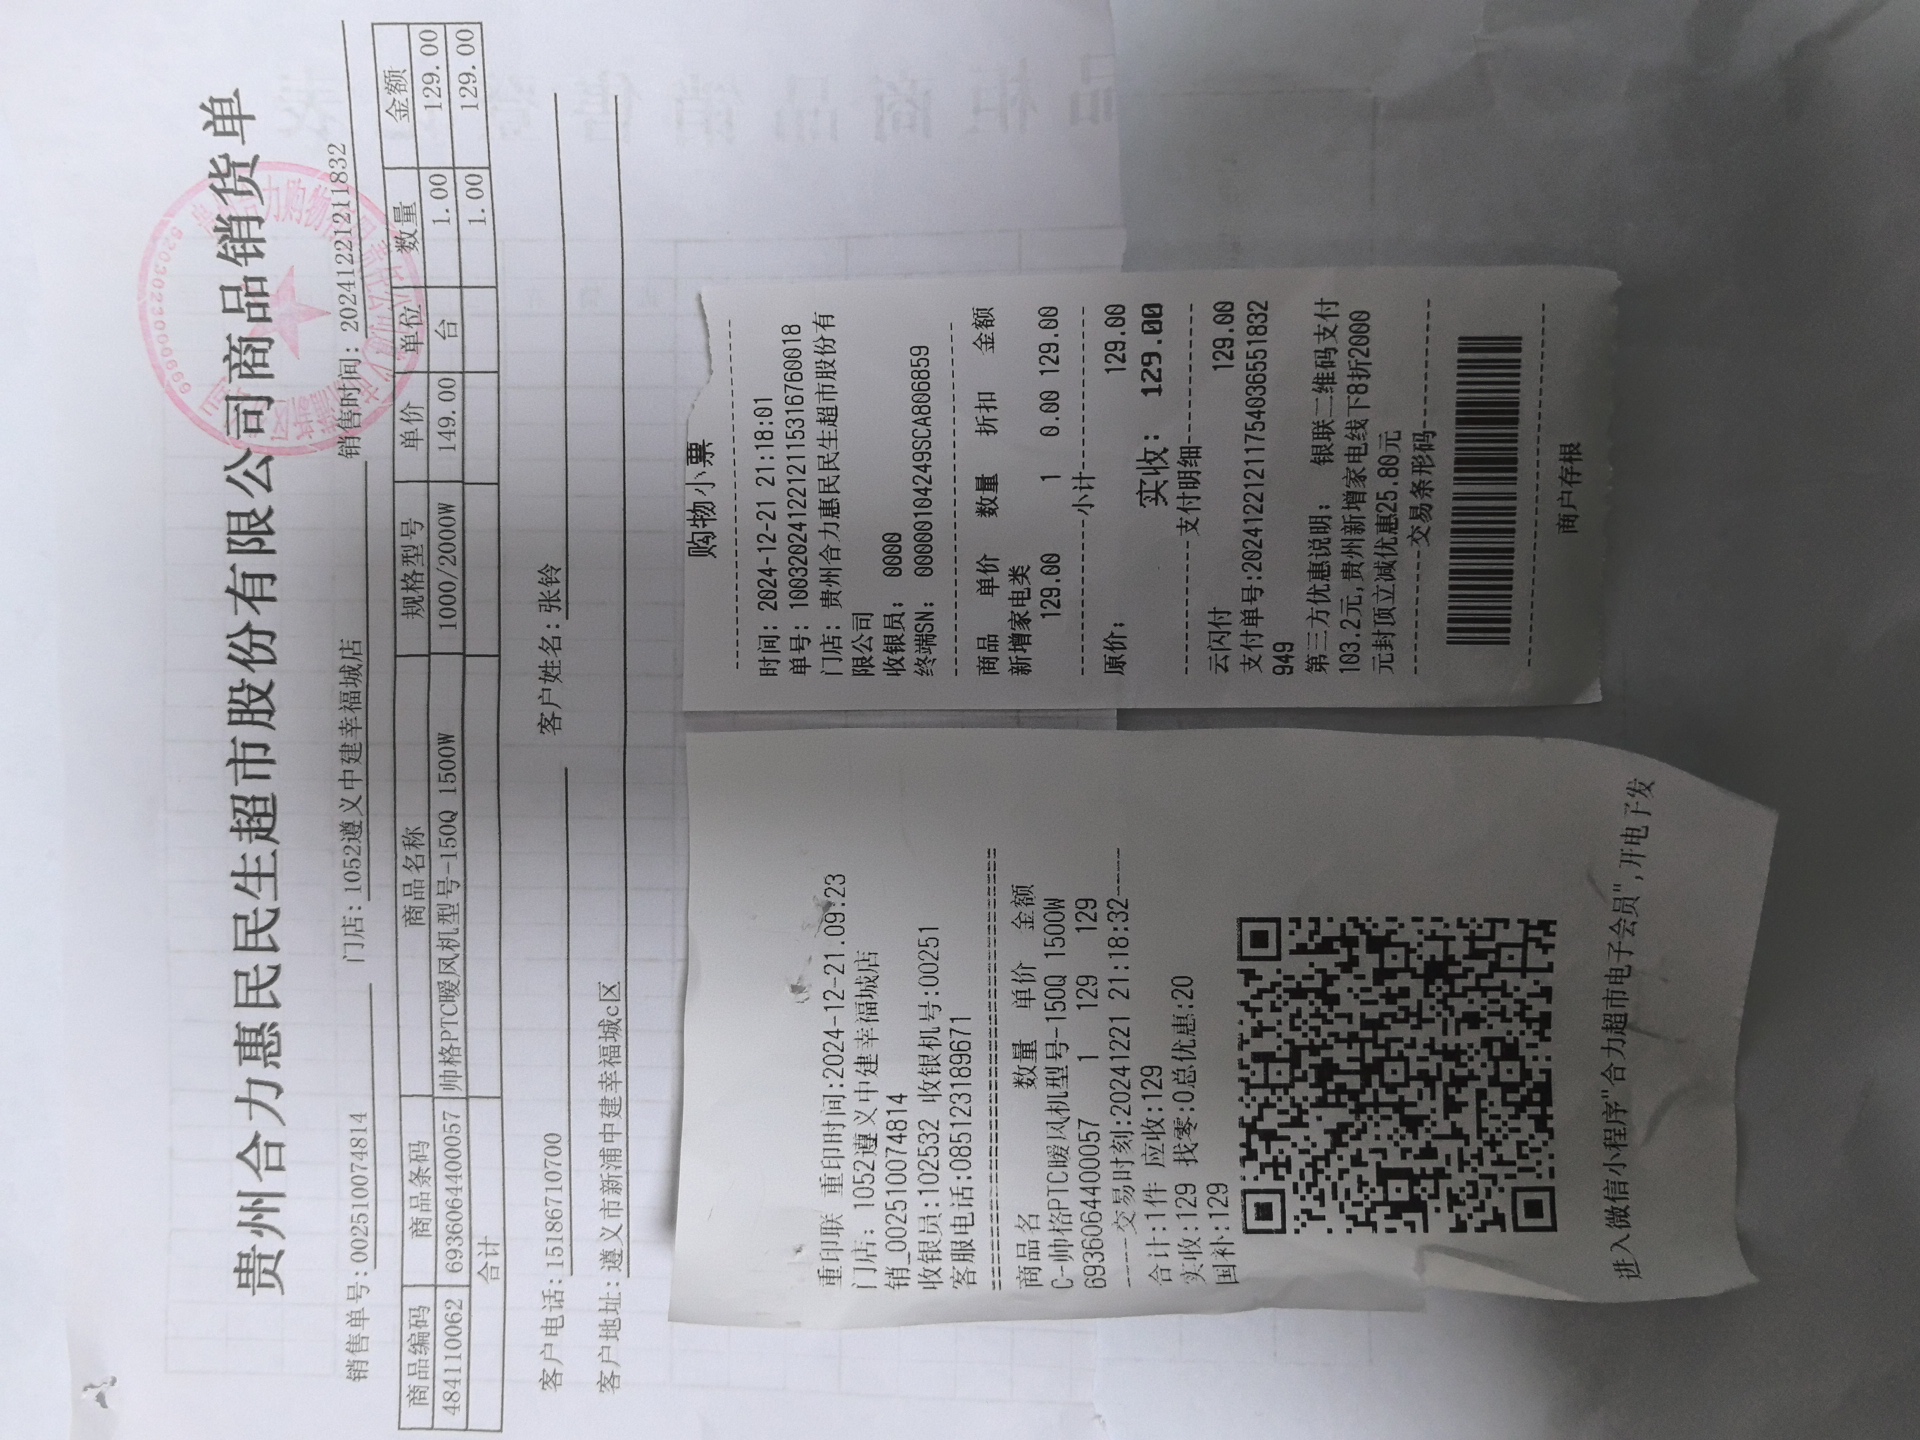 贵州合力惠民民生超市股份有限公司商品销货单
销售单号: 002510074814 门店: 1052遵义中建幸福城店 销售时间: 20241221211832
商品编码 商品条码 商品名称 规格型号 单价 单位 数量 金额
484110062 6936064400057 帅格PTC暖风机型号-150Q 1500W 1000/2000W 149.00 台 1.00 129.00
合计 1.00 129.00
客户电话: 15186710700 客户姓名: 张铃
客户地址: 遵义市新浦中建幸福城c区
重印联 重印时间:2024-12-21.09:23
门店: 1052遵义中建幸福城店
销_002510074814
收银员:102532 收银机号:00251
客服电话:085123189671
商品名 数量 单价 金额
C-帅格PTC暖风机型号-150Q 1500W
6936064400057 1 129 129
----交易时刻:20241221 21:18:32----
合计:1件 应收:129
实收:129 找零:0总优惠:20
国补:129
进入微信小程序"合力超市电子会员",开电子发
购物小票
时间: 2024-12-21 21:18:01
单号: 10032024122121153167600​18
门店: 贵州合力惠民民生超市股份有
限公司
收银员: 0000
终端SN: 00000104249SCA806859
商品 单价 数量 折扣 金额
新增家电类
129.00 1 0.00 129.00
小计
原价: 129.00
实收: 129.00
支付明细
云闪付 129.00
支付单号:202412212117540365518​32
949
第三方优惠说明: 银联二维码支付
103.2元,贵州新增家电线下8折2000
元封顶立减优惠25.80元
交易条形码
商户存根